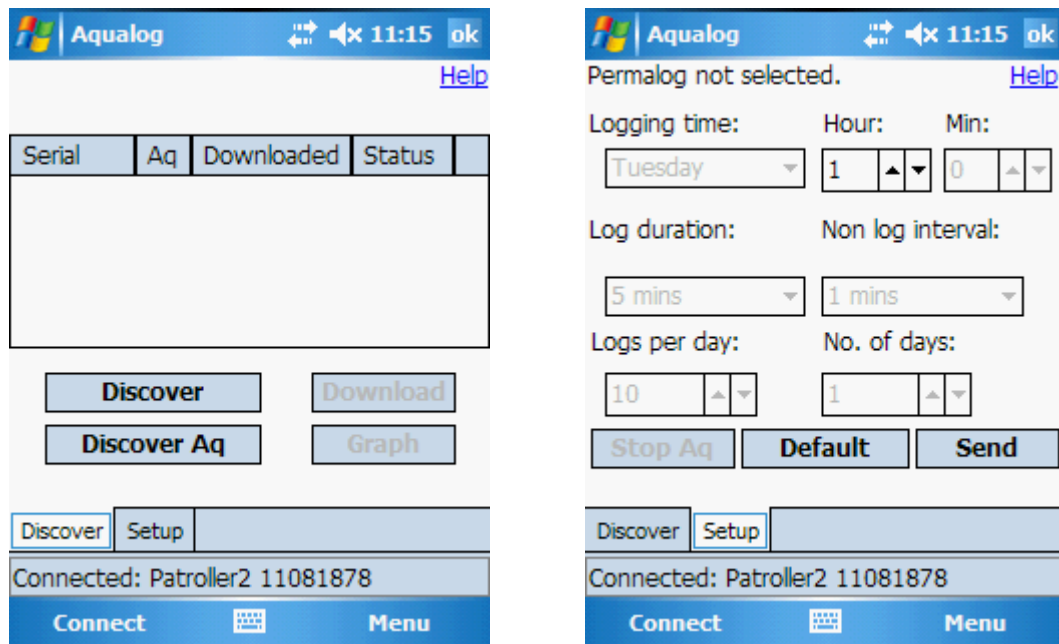 Aqualog 11:15 ok
Help
Serial Aq Downloaded Status
Discover Download
Discover Aq Graph
Discover Setup
Connected: Patroller2 11081878
Connect Menu
Aqualog 11:15 ok
Permalog not selected. Help
Logging time: Hour: Min:
Tuesday 1 0
Log duration: Non log interval:
5 mins 1 mins
Logs per day: No. of days:
10 1
Stop Aq Default Send
Discover Setup
Connected: Patroller2 11081878
Connect Menu